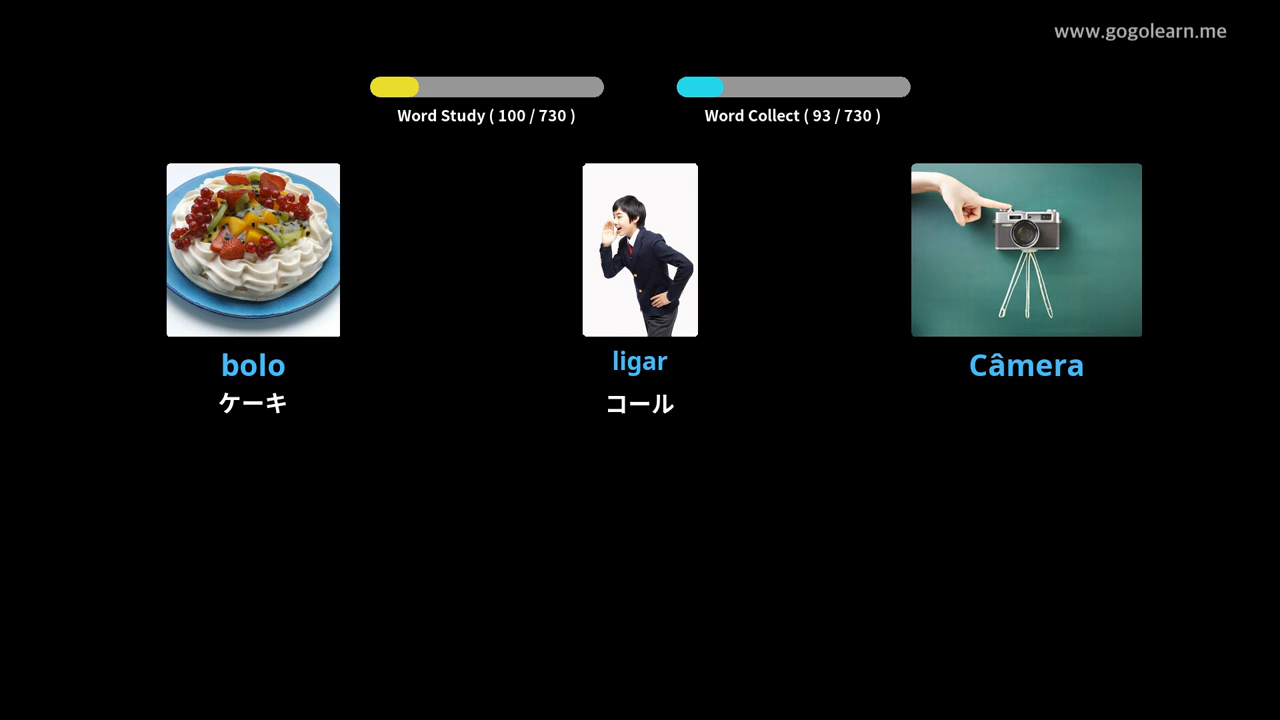 www.gogolearn.me
Word Study ( 100 / 730 )
Word Collect ( 93 / 730 )
bolo
ケーキ
ligar
コール
Câmera